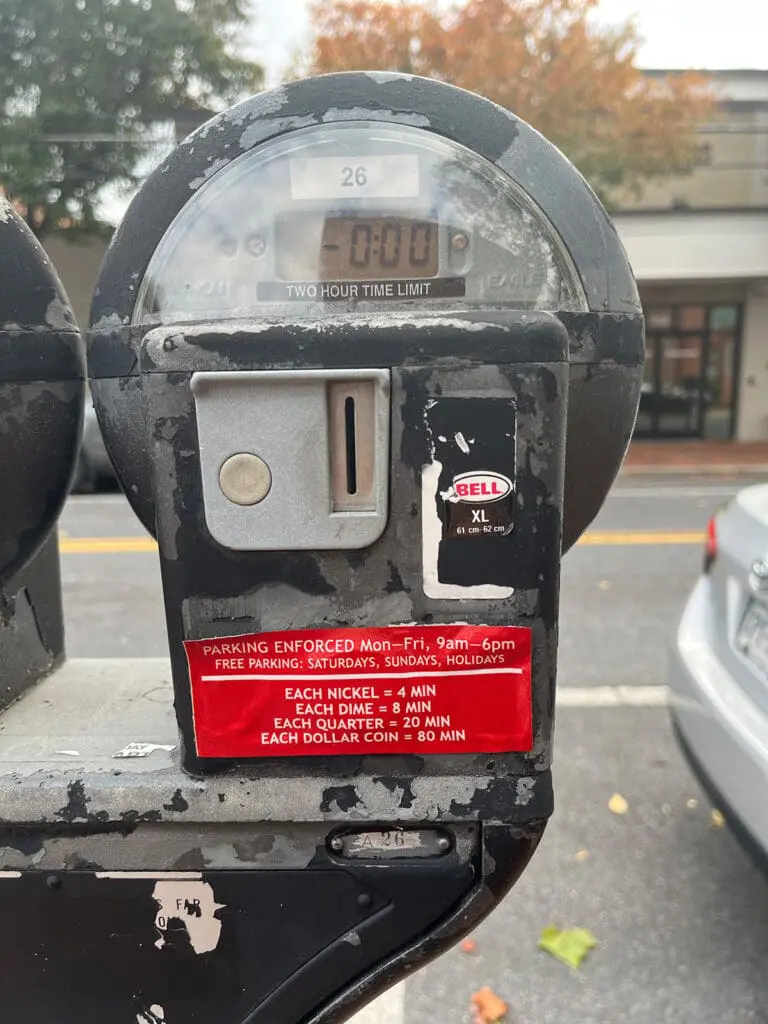 26
-0:00
EAGLE
TWO HOUR TIME LIMIT
BELL
XL
61 cm-62 cm
PARKING ENFORCED Mon—Fri, 9am—6pm
FREE PARKING: SATURDAYS, SUNDAYS, HOLIDAYS
EACH NICKEL = 4 MIN
EACH DIME = 8 MIN
EACH QUARTER = 20 MIN
EACH DOLLAR COIN = 80 MIN
A 26